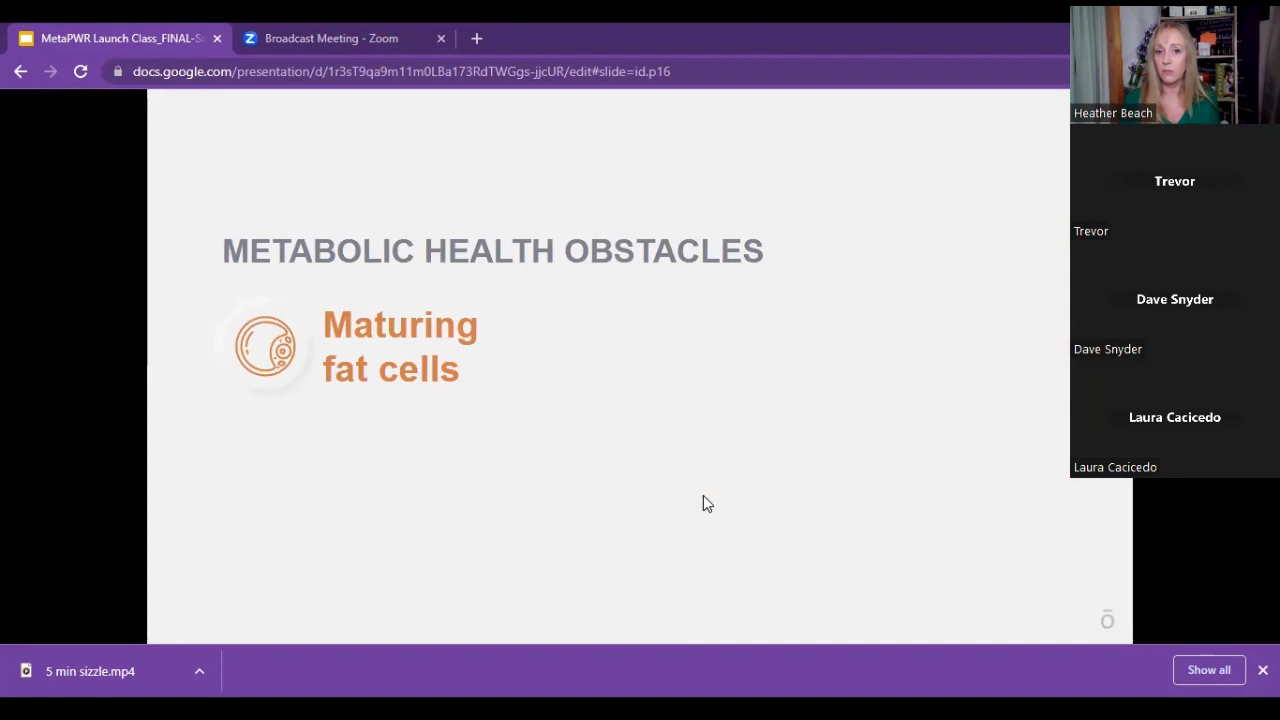 MetaPWR Launch Class_FINAL-S
Broadcast Meeting - Zoom
docs.google.com/presentation/d/1r3sT9qa9m11m0LBa173RdTWGgs-jjcUR/edit#slide=id.p16
METABOLIC HEALTH OBSTACLES
Maturing
fat cells
ō
Heather Beach
Trevor
Trevor
Dave Snyder
Dave Snyder
Laura Cacicedo
Laura Cacicedo
5 min sizzle.mp4
Show all